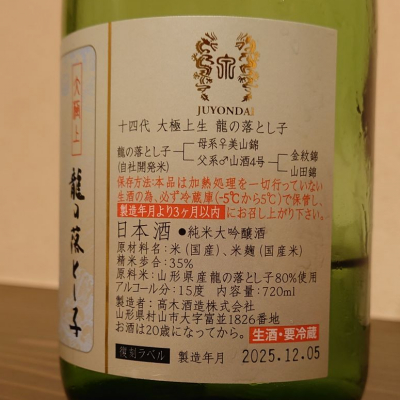 大極上
龍の落とし子
JUYONDAI
十四代 大極上生 龍の落とし子
龍の落とし子
(自社開発米)
母系♀美山錦
父系♂山酒4号
金紋錦
山田錦
保存方法:本品は加熱処理を一切行っていない
生酒の為、必ず冷蔵庫(-5℃から5℃)で保管し、
製造年月より3ヶ月以内にお召し上がり下さい。
日本酒 ●純米大吟醸酒
原材料名:米(国産)、米麹(国産米)
精米歩合:35%
原料米:山形県産龍の落とし子80%使用
アルコール分:15度 内容量:720ml
製造者:高木酒造株式会社
山形県村山市大字富並1826番地
お酒は20歳になってから。 生酒・要冷蔵
復刻ラベル 製造年月 2025.12.05